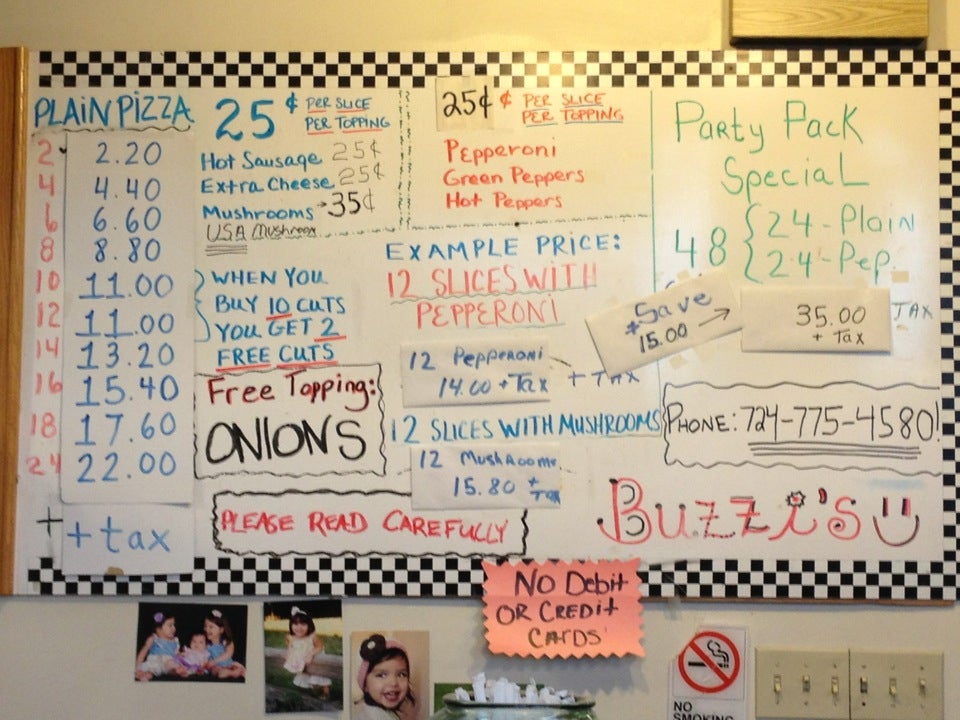 PLAIN PIZZA
2 2.20
4 4.40
6 6.60
8 8.80
10 11.00
12 11.00
14 13.20
16 15.40
18 17.60
24 22.00
+ + tax
25¢ PER SLICE
PER TOPPING
Hot Sausage 25¢
Extra Cheese 25¢
Mushrooms 35¢
USA Mushroom
WHEN YOU
BUY 10 CUTS
YOU GET 2
FREE CUTS
Free Topping:
ONIONS
PLEASE READ CAREFULLY
25¢ ¢ PER SLICE
PER TOPPING
Pepperoni
Green Peppers
Hot Peppers
EXAMPLE PRICE:
12 SLICES WITH
PEPPERONI
12 Pepperoni
14.00 + Tax + TAX
12 SLICES WITH MUSHROOMS
12 Mushrooms
15.80 + Tax
Party Pack
Special
48 { 24 - Plain
24 - Pep
Save
15.00 →
35.00
+ Tax
TAX
PHONE: 724-775-4580!
Buzzi's
NO Debit
OR CREDIT
CARDS
NO
SMOKING